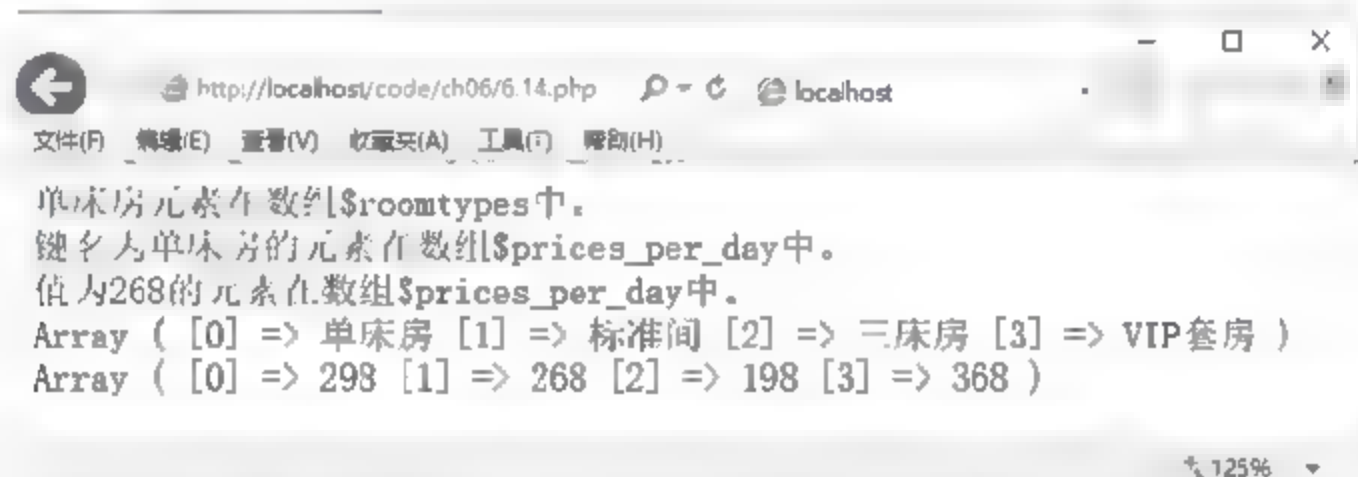 http://localhost/code/ch06/6.14.php localhost
文件(F) 编辑(E) 查看(V) 收藏夹(A) 工具(T) 帮助(H)
单床房元素在数组$roomtypes中。
键名为单床房的元素在数组$prices_per_day中。
值为268的元素在数组$prices_per_day中。
Array ( [0] => 单床房 [1] => 标准间 [2] => 三床房 [3] => VIP套房 )
Array ( [0] => 298 [1] => 268 [2] => 198 [3] => 368 )
125%